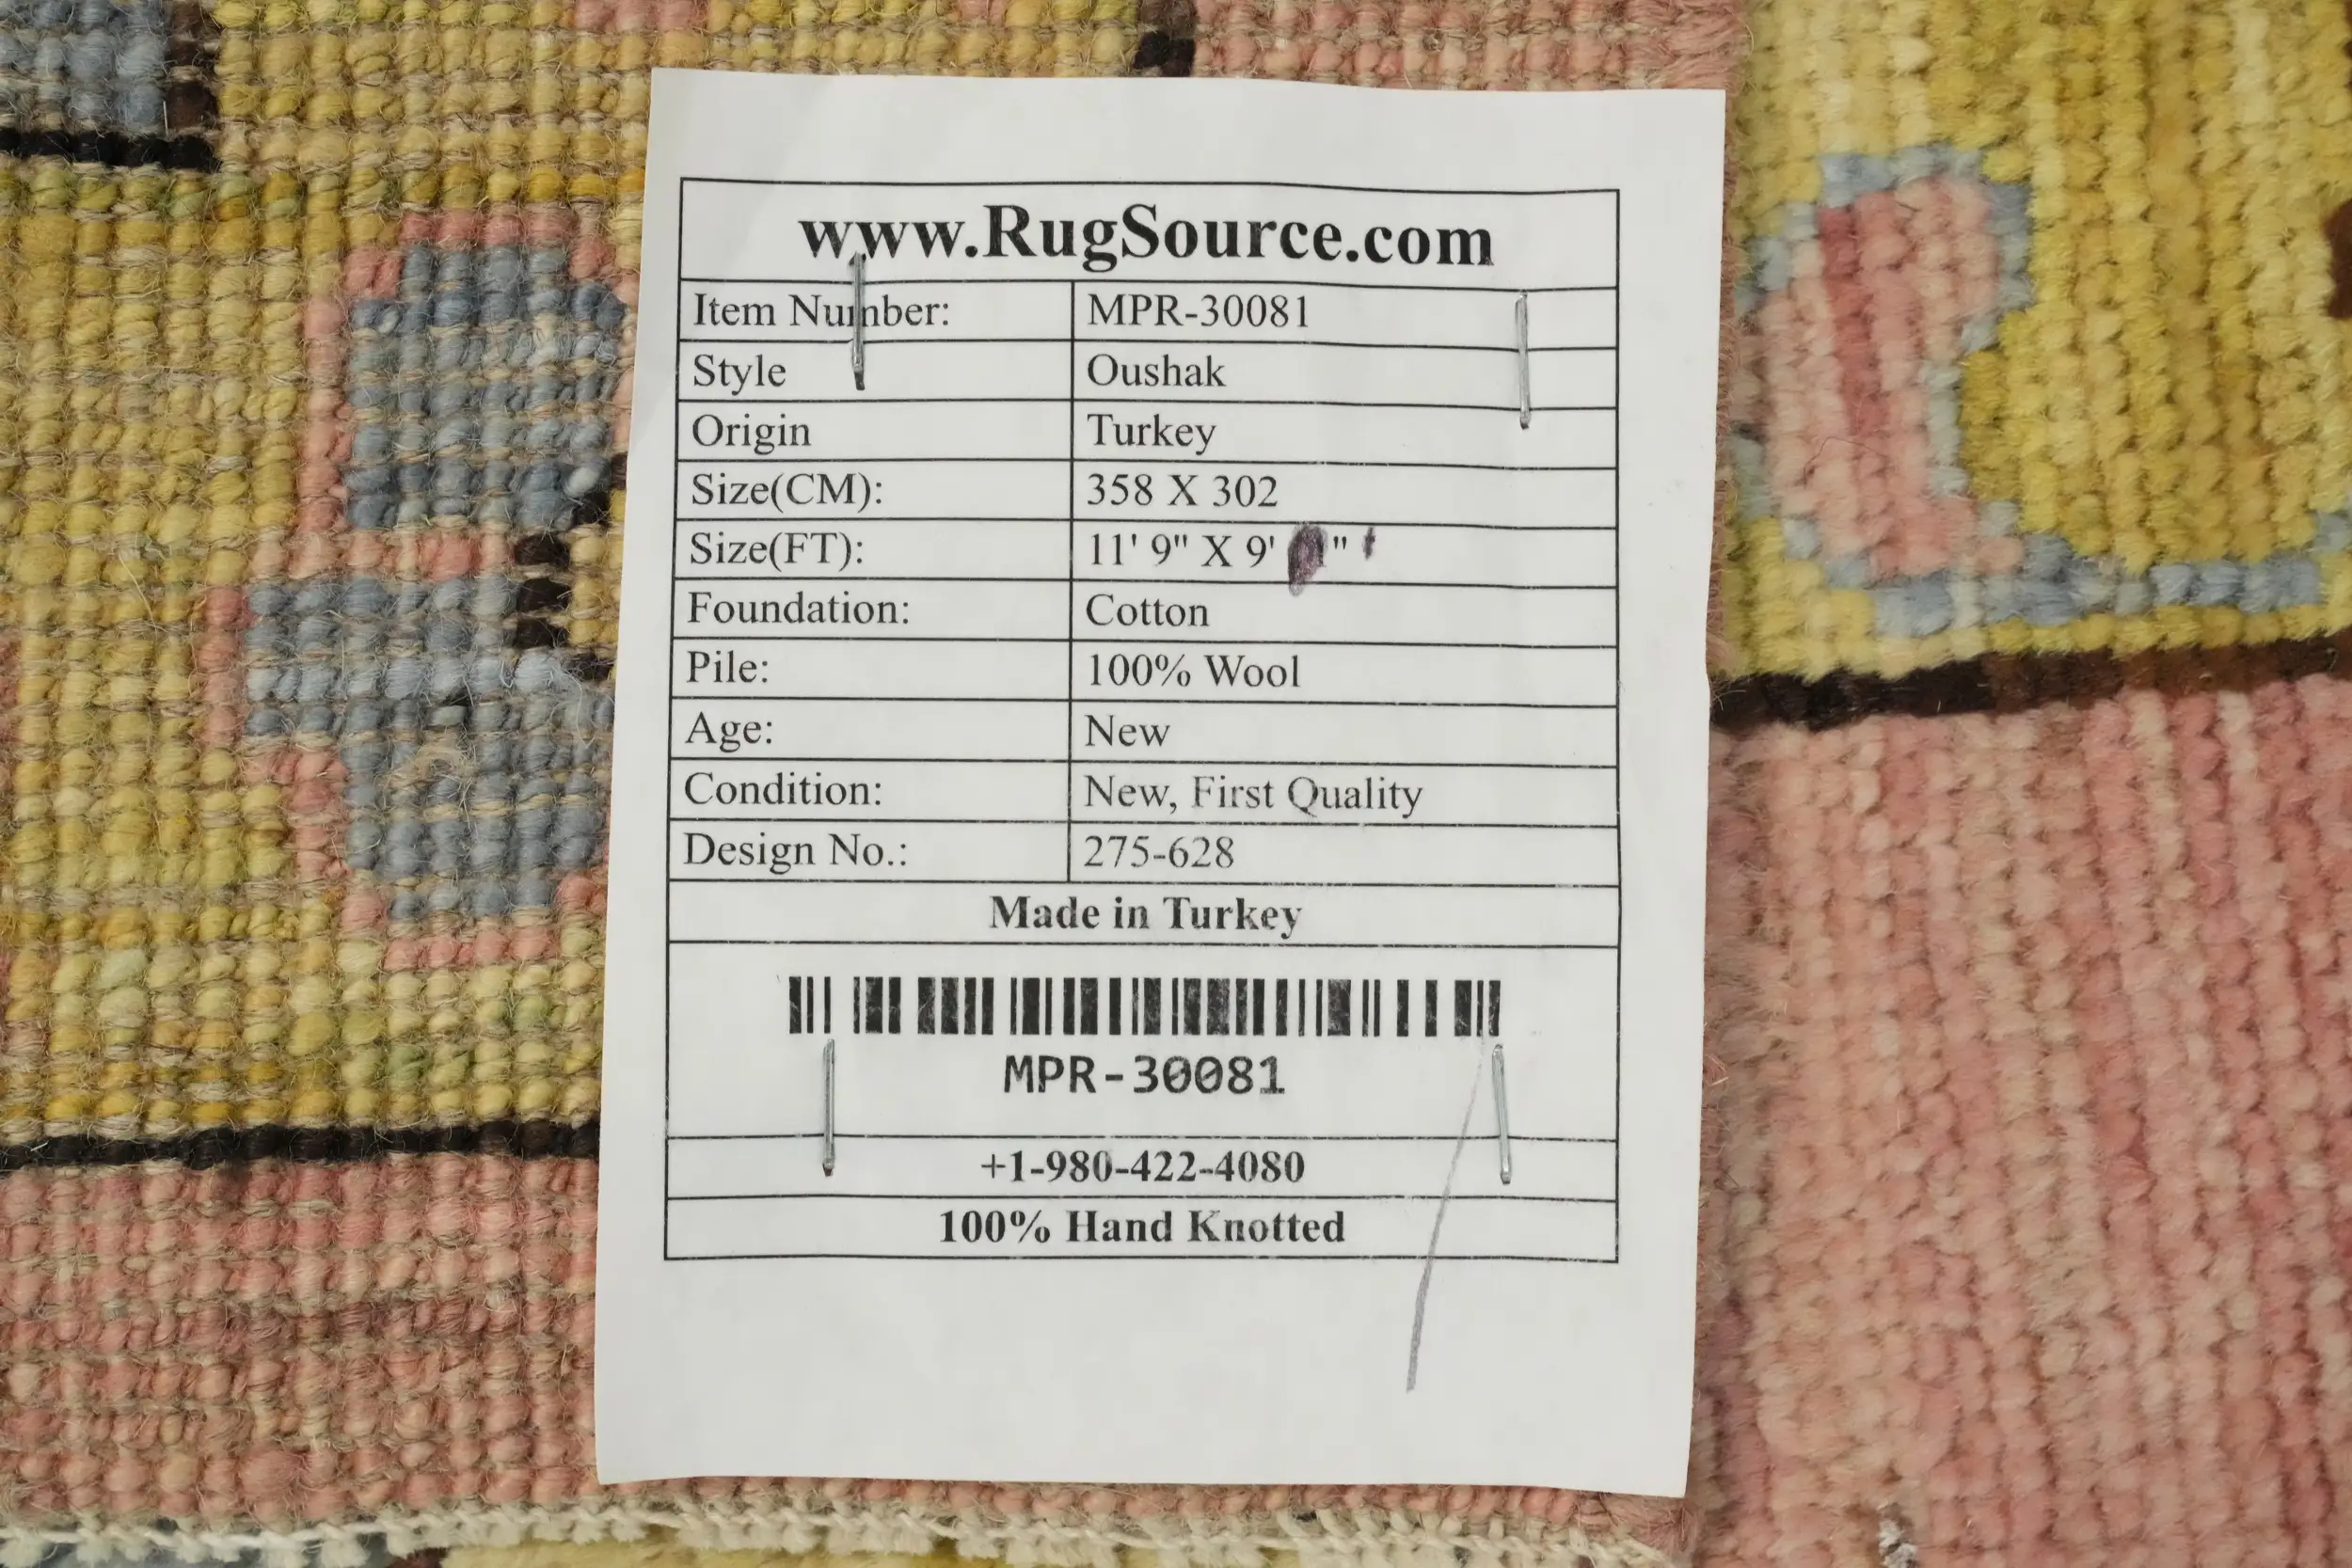 www.RugSource.com
Item Number: MPR-30081
Style Oushak
Origin Turkey
Size(CM): 358 X 302
Size(FT): 11' 9" X 9' "
Foundation: Cotton
Pile: 100% Wool
Age: New
Condition: New, First Quality
Design No.: 275-628
Made in Turkey
MPR-30081
+1-980-422-4080
100% Hand Knotted